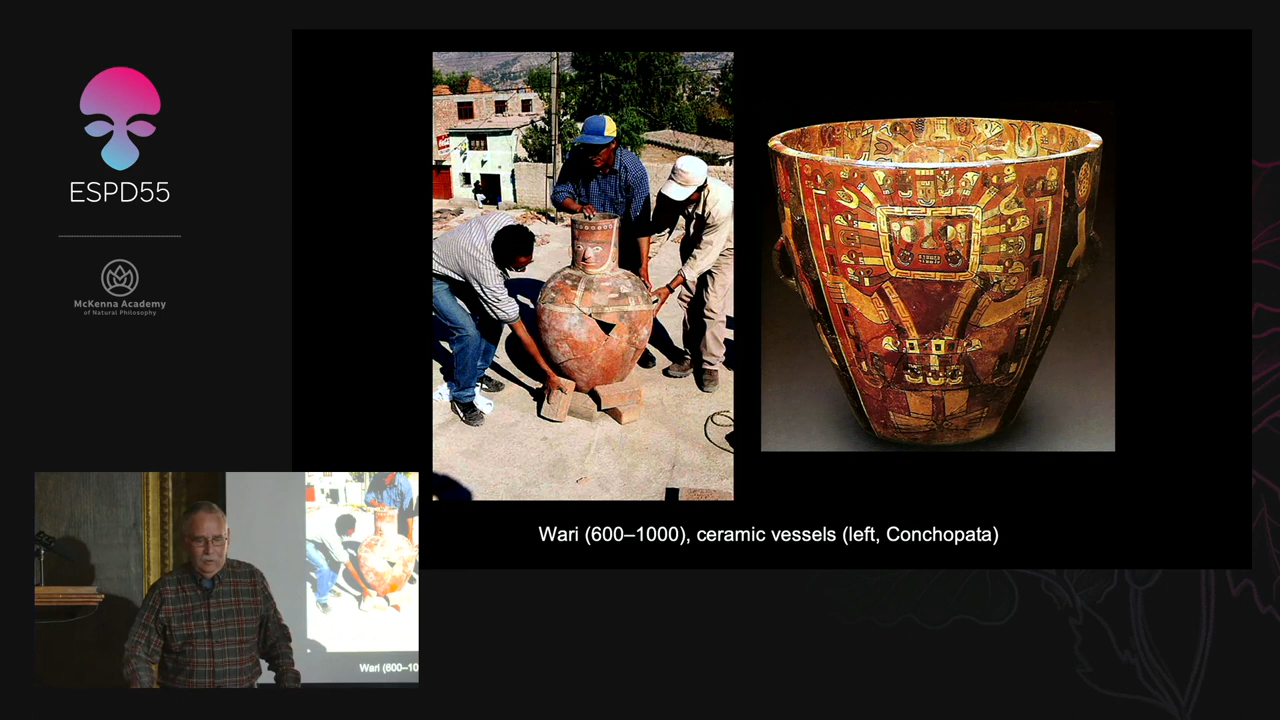 ESPD55
McKenna Academy
of Natural Philosophy
Wari (600–1000), ceramic vessels (left, Conchopata)
Wari (600–10